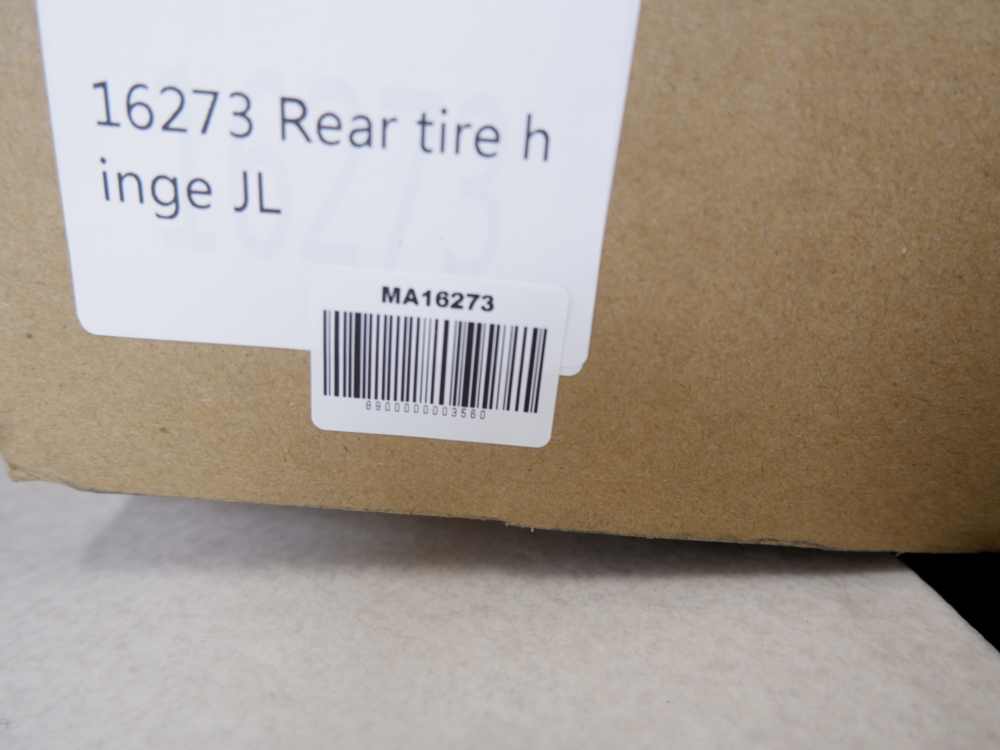 16273 Rear tire h
inge JL
MA16273
8800000003560